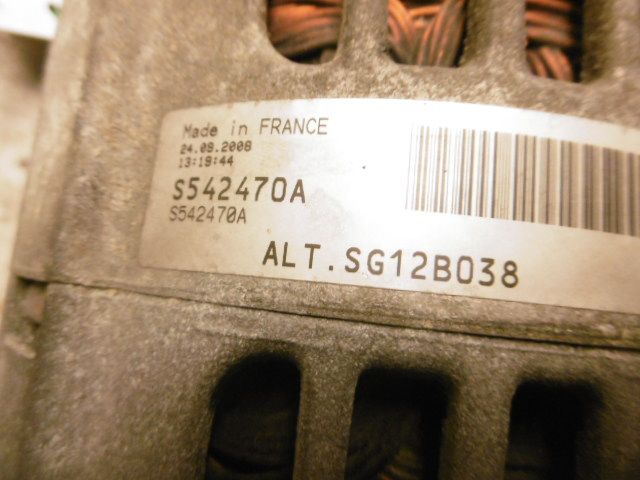 Made in FRANCE
24.09.2008
13:19:44
S542470A
S542470A
ALT.SG12B038